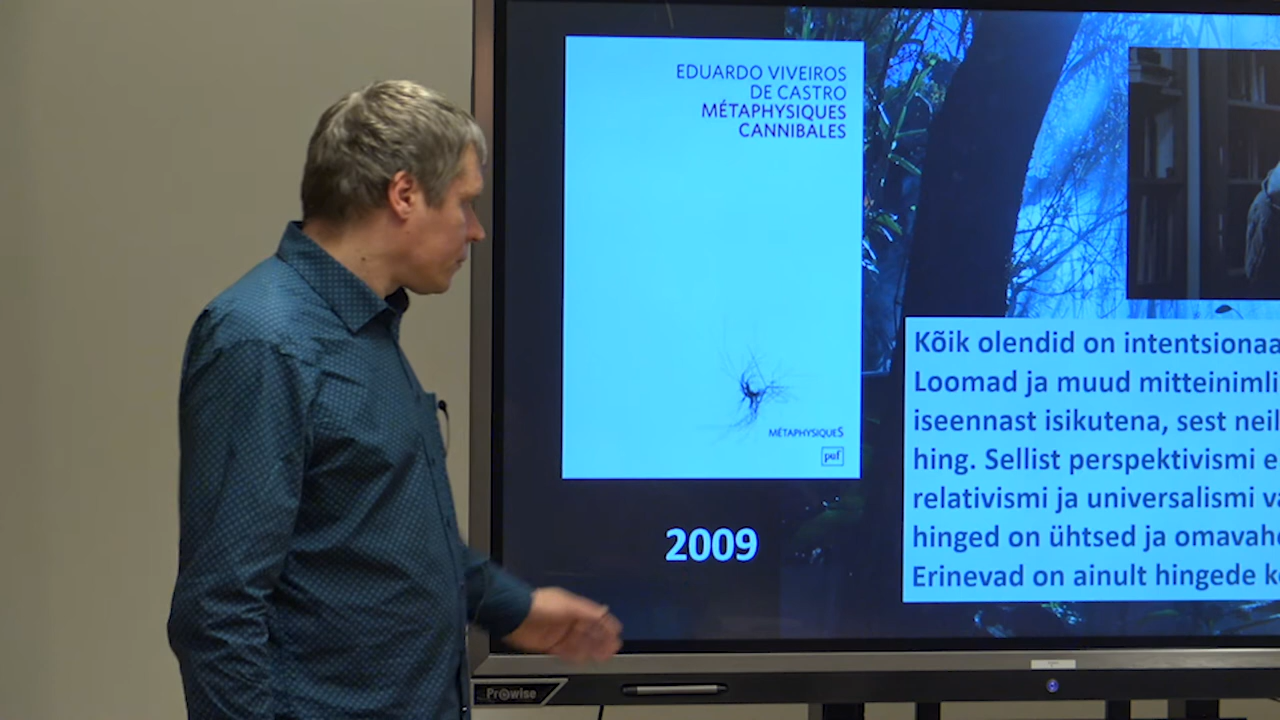 EDUARDO VIVEIROS
DE CASTRO
MÉTAPHYSIQUES
CANNIBALES
MÉTAPHYSIQUES
puf
2009
Kõik olendid on intentsionaa
Loomad ja muud mitteinimli
iseennast isikutena, sest neil
hing. Sellist perspektivismi e
relativismi ja universalismi va
hinged on ühtsed ja omavahe
Erinevad on ainult hingede k
Prowise